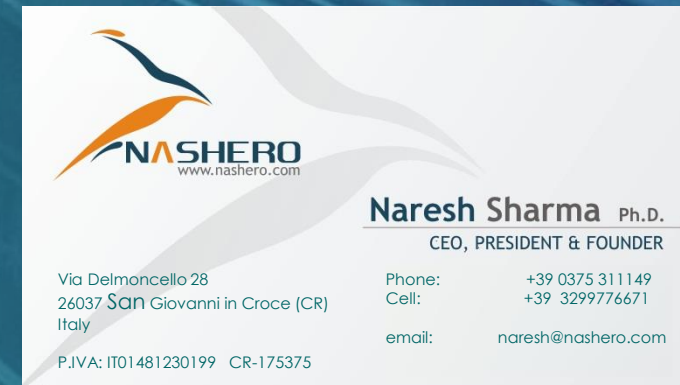 NASHERO
www.nashero.com
Naresh Sharma Ph.D.
CEO, PRESIDENT & FOUNDER
Via Delmoncello 28
26037 San Giovanni in Croce (CR)
Italy
P.IVA: IT01481230199 CR-175375
Phone: +39 0375 311149
Cell: +39 3299776671
email: naresh@nashero.com